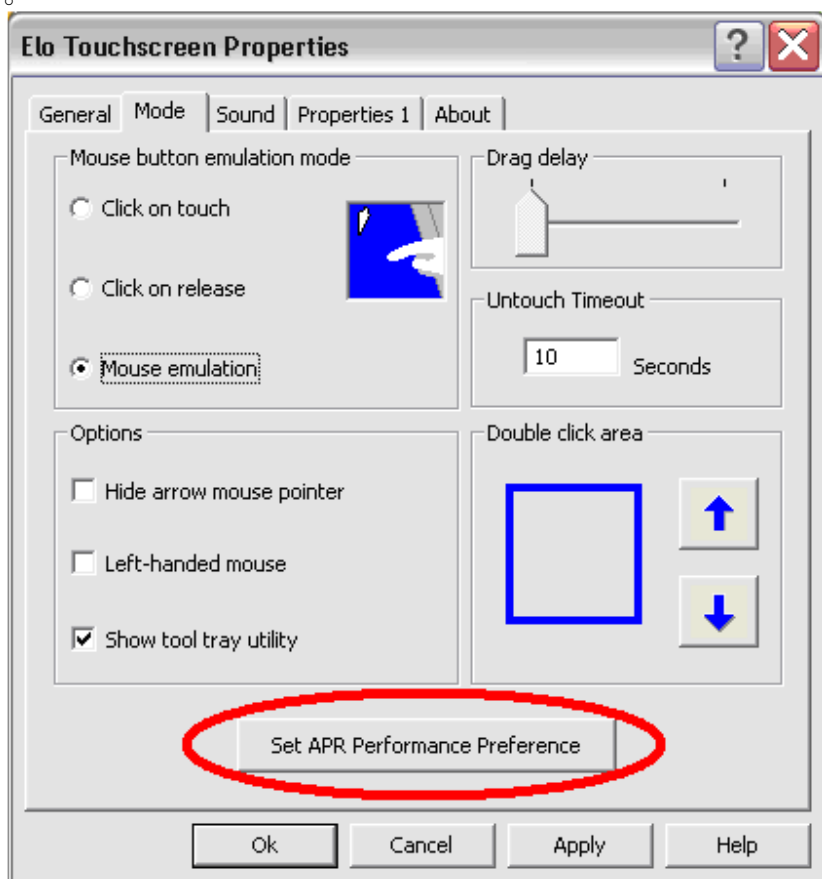 Elo Touchscreen Properties
General Mode Sound Properties 1 About
Mouse button emulation mode
Click on touch
Click on release
Mouse emulation
Drag delay
Untouch Timeout
10 Seconds
Options
Hide arrow mouse pointer
Left-handed mouse
Show tool tray utility
Double click area
Set APR Performance Preference
Ok Cancel Apply Help